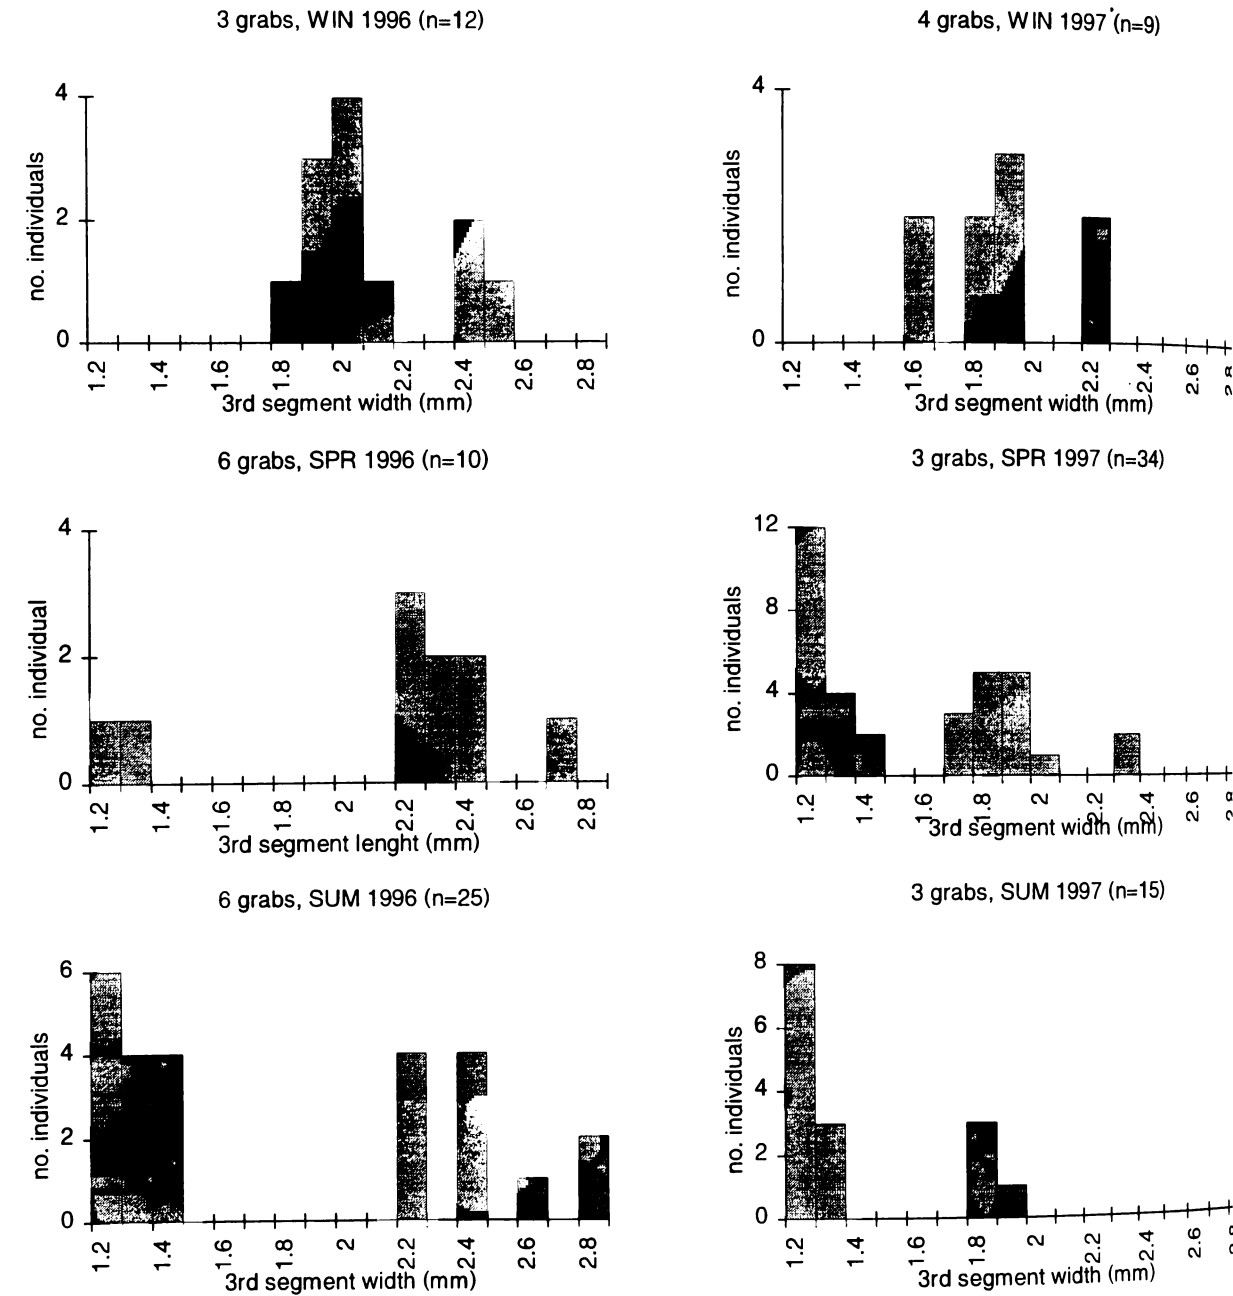 3 grabs, WIN 1996 (n=12)
4
2
0
no. individuals
1.2 1.4 1.6 1.8 2 2.2 2.4 2.6 2.8
3rd segment width (mm)
4 grabs, WIN 1997 (n=9)
4
2
0
no. individuals
1.2 1.4 1.6 1.8 2 2.2 2.4 2.6
3rd segment width (mm)
6 grabs, SPR 1996 (n=10)
4
2
0
no. individual
1.2 1.4 1.6 1.8 2 2.2 2.4 2.6 2.8
3rd segment lenght (mm)
3 grabs, SPR 1997 (n=34)
12
8
4
0
no. individuals
1.2 1.4 1.6 1.8 2 2.2 2.4 2.6 2.8
3rd segment width (mm)
6 grabs, SUM 1996 (n=25)
6
4
2
0
no. individuals
1.2 1.4 1.6 1.8 2 2.2 2.4 2.6 2.8
3rd segment width (mm)
3 grabs, SUM 1997 (n=15)
8
6
4
2
0
no. individuals
1.2 1.4 1.6 1.8 2 2.2 2.4 2.6
3rd segment width (mm)